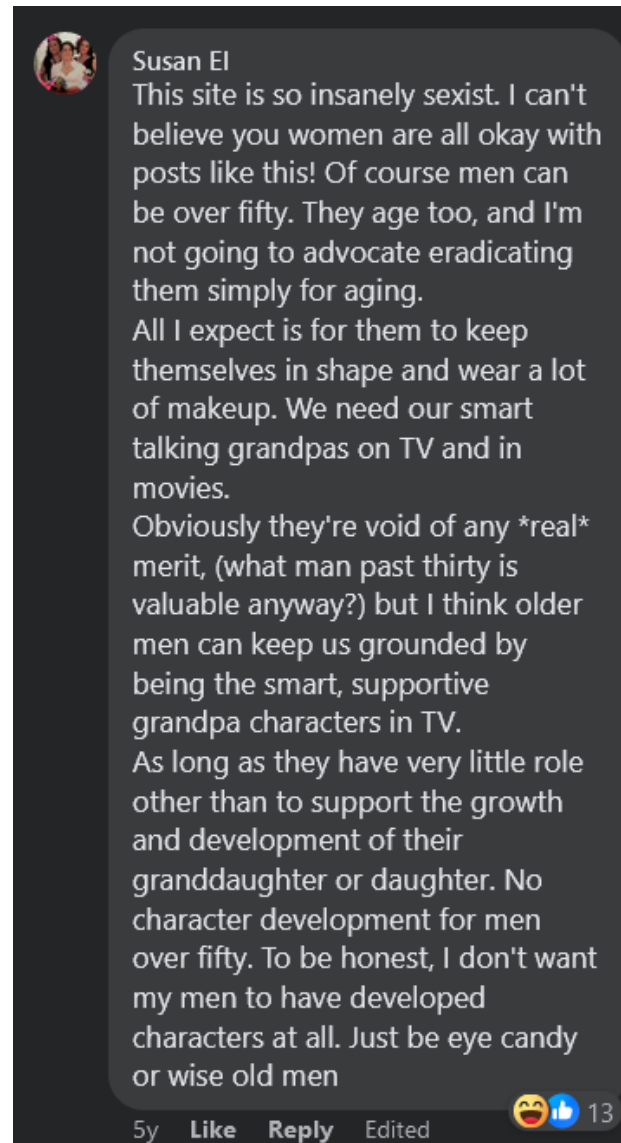 Susan El
This site is so insanely sexist. I can't
believe you women are all okay with
posts like this! Of course men can
be over fifty. They age too, and I'm
not going to advocate eradicating
them simply for aging.
All I expect is for them to keep
themselves in shape and wear a lot
of makeup. We need our smart
talking grandpas on TV and in
movies.
Obviously they're void of any *real*
merit, (what man past thirty is
valuable anyway?) but I think older
men can keep us grounded by
being the smart, supportive
grandpa characters in TV.
As long as they have very little role
other than to support the growth
and development of their
granddaughter or daughter. No
character development for men
over fifty. To be honest, I don't want
my men to have developed
characters at all. Just be eye candy
or wise old men
13
5y Like Reply Edited